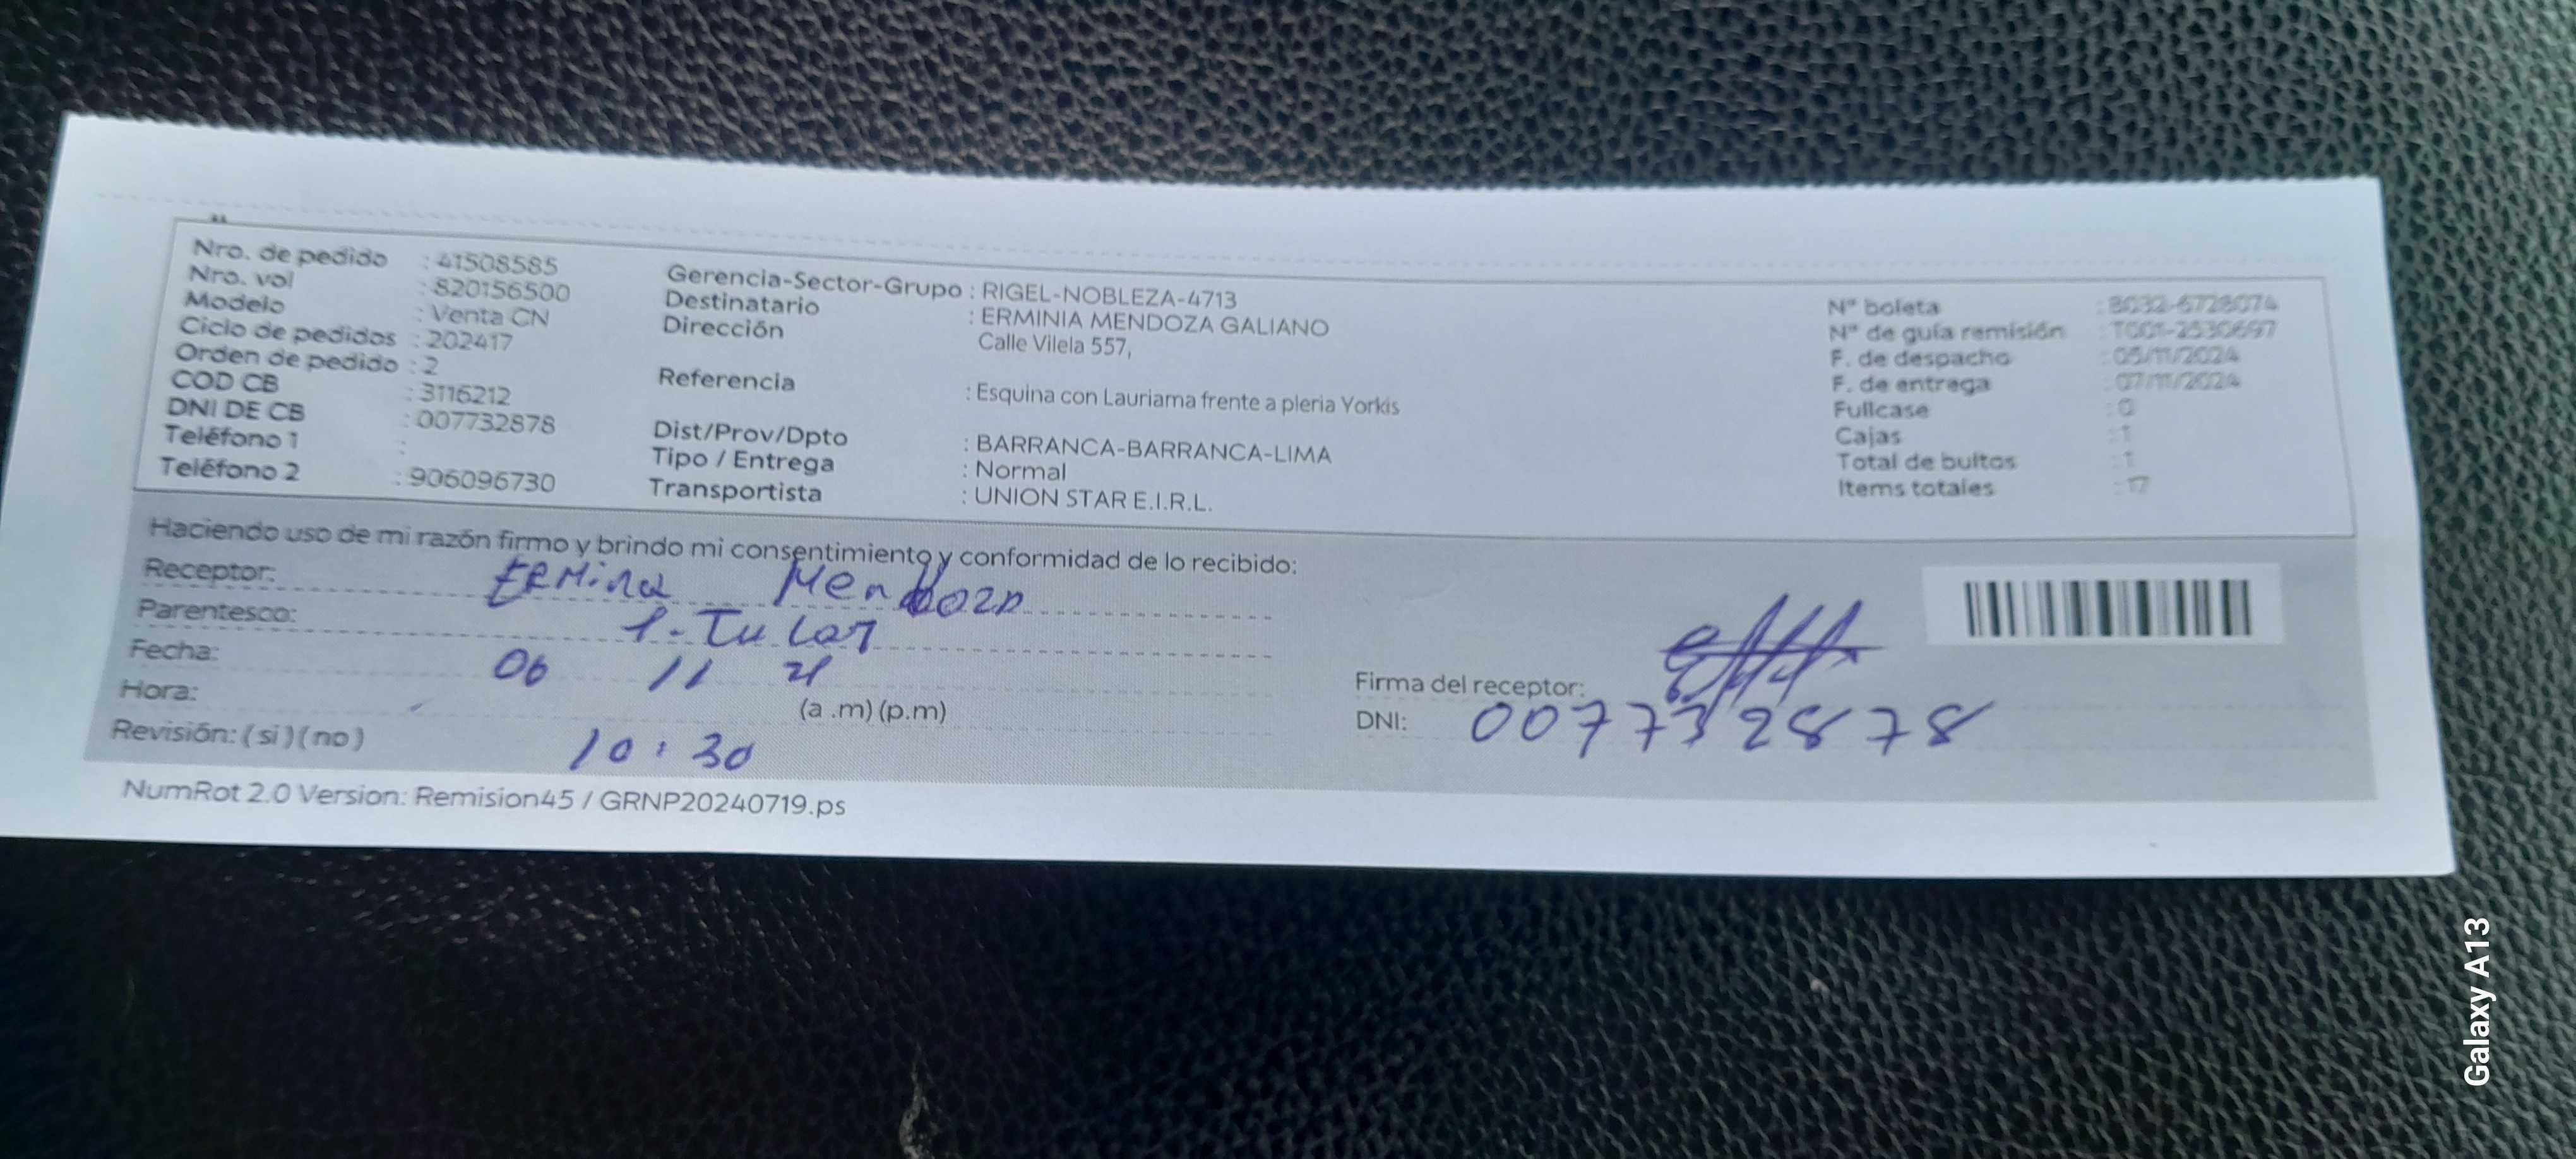 Nro. de pedido : 41508585
Nro. vol : 820156500
Modelo : Venta CN
Ciclo de pedidos : 202417
Orden de pedido : 2
COD CB : 3116212
DNI DE CB : 007732878
Teléfono 1 :
Teléfono 2 : 906096730
Gerencia-Sector-Grupo : RIGEL-NOBLEZA-4713
Destinatario : ERMINIA MENDOZA GALIANO
Dirección Calle Vilela 557,
Referencia : Esquina con Lauriama frente a pleria Yorkis
Dist/Prov/Dpto : BARRANCA-BARRANCA-LIMA
Tipo / Entrega : Normal
Transportista : UNION STAR E.I.R.L.
N° boleta : B032-6728074
N° de guía remisión : T001-2530697
F. de despacho : 05/11/2024
F. de entrega : 07/11/2024
Fullcase : 0
Cajas : 1
Total de bultos : 1
Items totales : 17
Haciendo uso de mi razón firmo y brindo mi consentimiento y conformidad de lo recibido:
Receptor: Ermina Mendoza
Parentesco:
Fecha: 06 11
Hora: (a .m) (p.m)
Revisión: ( si ) ( no ) 10:30
Firma del receptor:
DNI: 007732878
NumRot 2.0 Version: Remision45 / GRNP20240719.ps
Galaxy A13